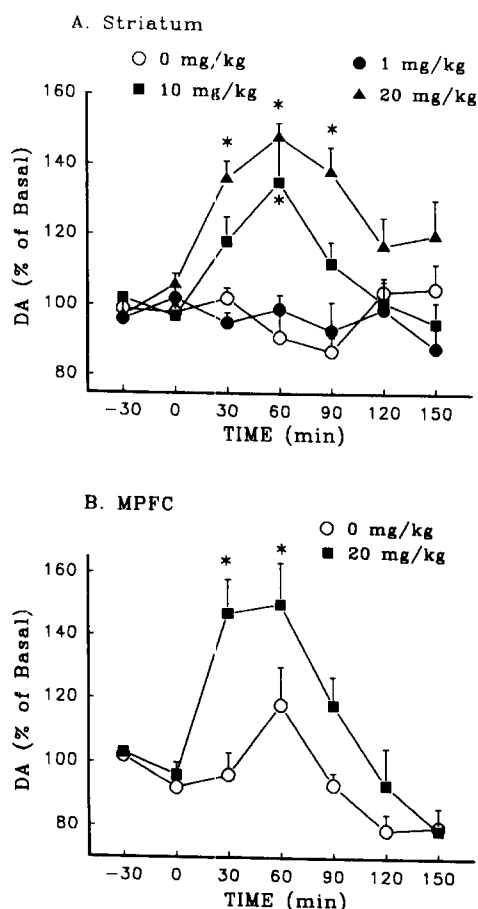 A. Striatum
0 mg/kg
1 mg/kg
10 mg/kg
20 mg/kg
DA (% of Basal)
160
140
120
100
80
*
*
*
*
-30 0 30 60 90 120 150
TIME (min)
B. MPFC
0 mg/kg
20 mg/kg
DA (% of Basal)
160
140
120
100
80
*
*
-30 0 30 60 90 120 150
TIME (min)